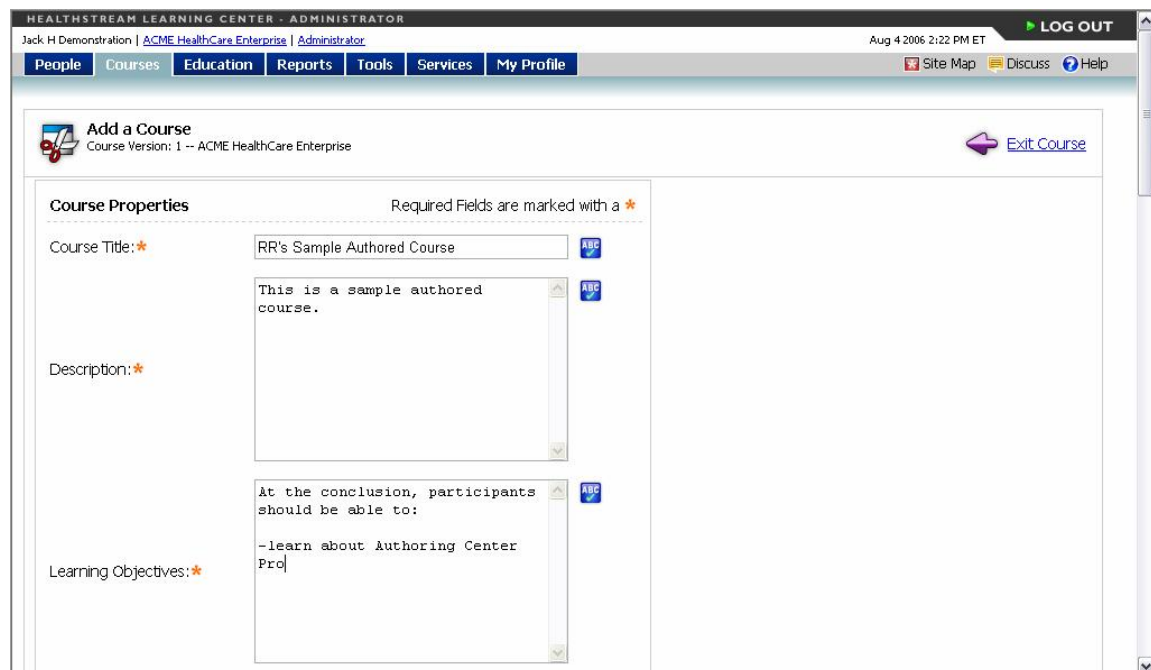 HEALTHSTREAM LEARNING CENTER - ADMINISTRATOR
LOG OUT
Jack H Demonstration | ACME HealthCare Enterprise | Administrator
Aug 4 2006 2:22 PM ET
People Courses Education Reports Tools Services My Profile
Site Map Discuss Help
Add a Course
Course Version: 1 -- ACME HealthCare Enterprise
Exit Course
Course Properties
Required Fields are marked with a *
Course Title:*
RR's Sample Authored Course
ABC
Description:*
This is a sample authored
course.
ABC
Learning Objectives:*
At the conclusion, participants
should be able to:
-learn about Authoring Center
Pro
ABC